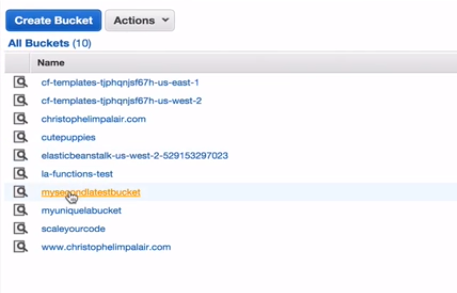 Create Bucket Actions
All Buckets (10)
Name
cf-templates-tjphqnjsf67h-us-east-1
cf-templates-tjphqnjsf67h-us-west-2
christophelimpalair.com
cutepuppies
elasticbeanstalk-us-west-2-529153297023
la-functions-test
mysecondlatestbucket
myuniquelabucket
scaleyourcode
www.christophelimpalair.com